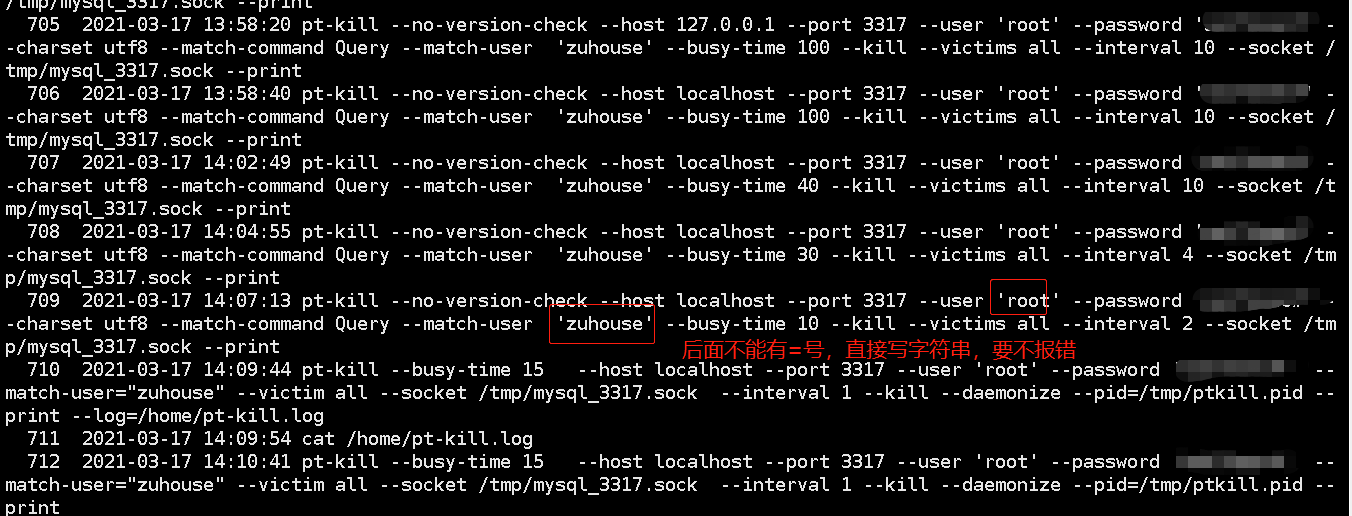 /tmp/mysql_3317.sock --print
705  2021-03-17 13:58:20 pt-kill --no-version-check --host 127.0.0.1 --port 3317 --user 'root' --password ' -
-charset utf8 --match-command Query --match-user  'zuhouse' --busy-time 100 --kill --victims all --interval 10 --socket /
tmp/mysql_3317.sock --print
706  2021-03-17 13:58:40 pt-kill --no-version-check --host localhost --port 3317 --user 'root' --password ' ' -
-charset utf8 --match-command Query --match-user  'zuhouse' --busy-time 100 --kill --victims all --interval 10 --socket /
tmp/mysql_3317.sock --print
707  2021-03-17 14:02:49 pt-kill --no-version-check --host localhost --port 3317 --user 'root' --password -
-charset utf8 --match-command Query --match-user  'zuhouse' --busy-time 40 --kill --victims all --interval 10 --socket /t
mp/mysql_3317.sock --print
708  2021-03-17 14:04:55 pt-kill --no-version-check --host localhost --port 3317 --user 'root' --password ' -
-charset utf8 --match-command Query --match-user  'zuhouse' --busy-time 30 --kill --victims all --interval 4 --socket /tm
p/mysql_3317.sock --print
709  2021-03-17 14:07:13 pt-kill --no-version-check --host localhost --port 3317 --user 'root' --password -
-charset utf8 --match-command Query --match-user  'zuhouse' --busy-time 10 --kill --victims all --interval 2 --socket /tm
p/mysql_3317.sock --print
后面不能有=号，直接写字符串，要不报错
710  2021-03-17 14:09:44 pt-kill --busy-time 15   --host localhost --port 3317 --user 'root' --password --
match-user="zuhouse" --victim all --socket /tmp/mysql_3317.sock  --interval 1 --kill --daemonize --pid=/tmp/ptkill.pid --
print --log=/home/pt-kill.log
711  2021-03-17 14:09:54 cat /home/pt-kill.log
712  2021-03-17 14:10:41 pt-kill --busy-time 15   --host localhost --port 3317 --user 'root' --password --
match-user="zuhouse" --victim all --socket /tmp/mysql_3317.sock  --interval 1 --kill --daemonize --pid=/tmp/ptkill.pid --
print